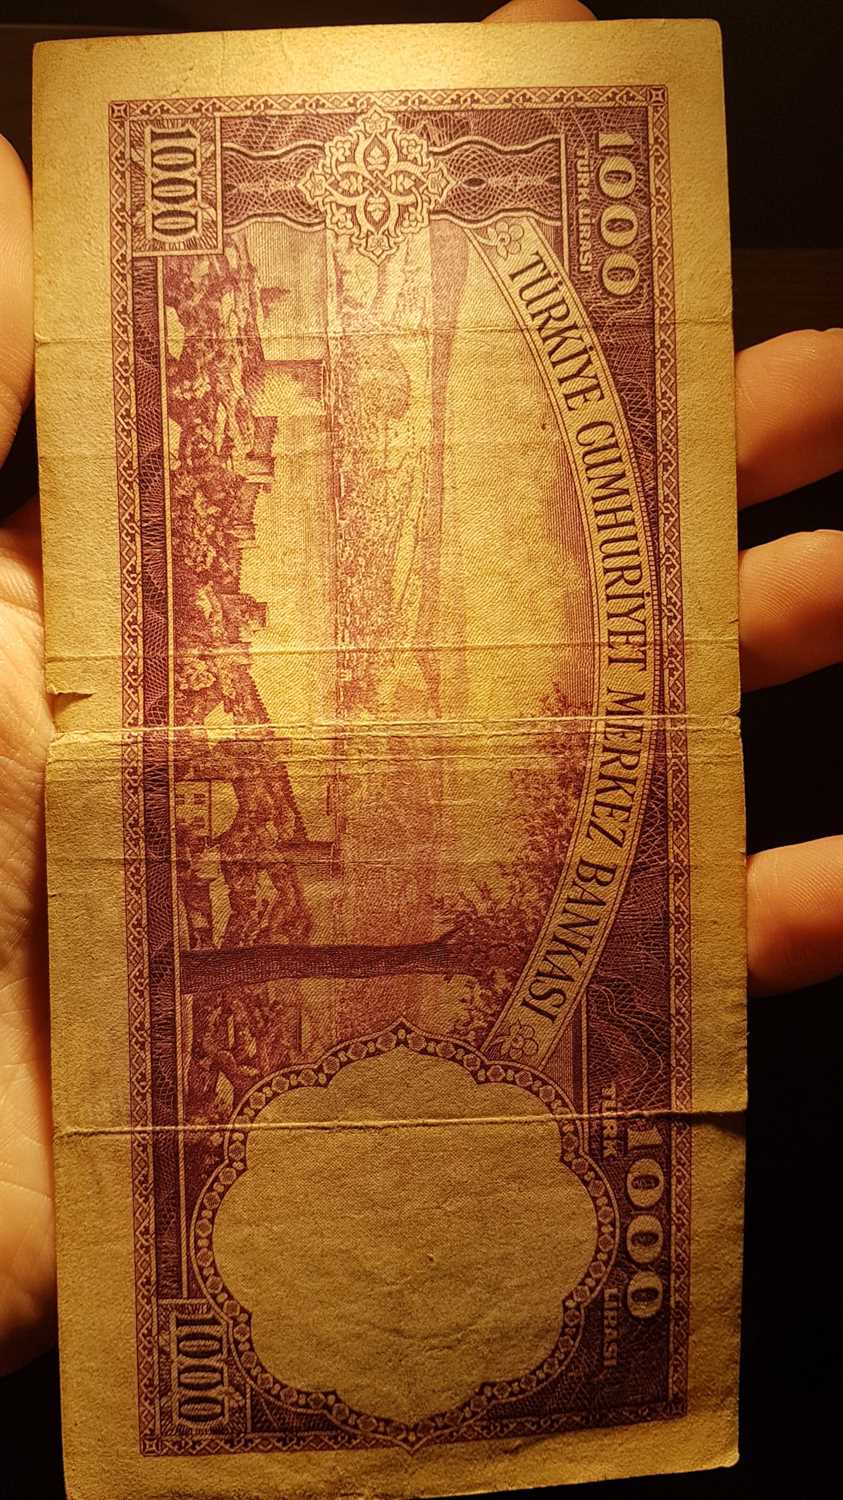 1000
TÜRK LİRASI
1000
TÜRK LİRASI
TÜRKİYE CUMHURİYET MERKEZ BANKASI
1000
1000